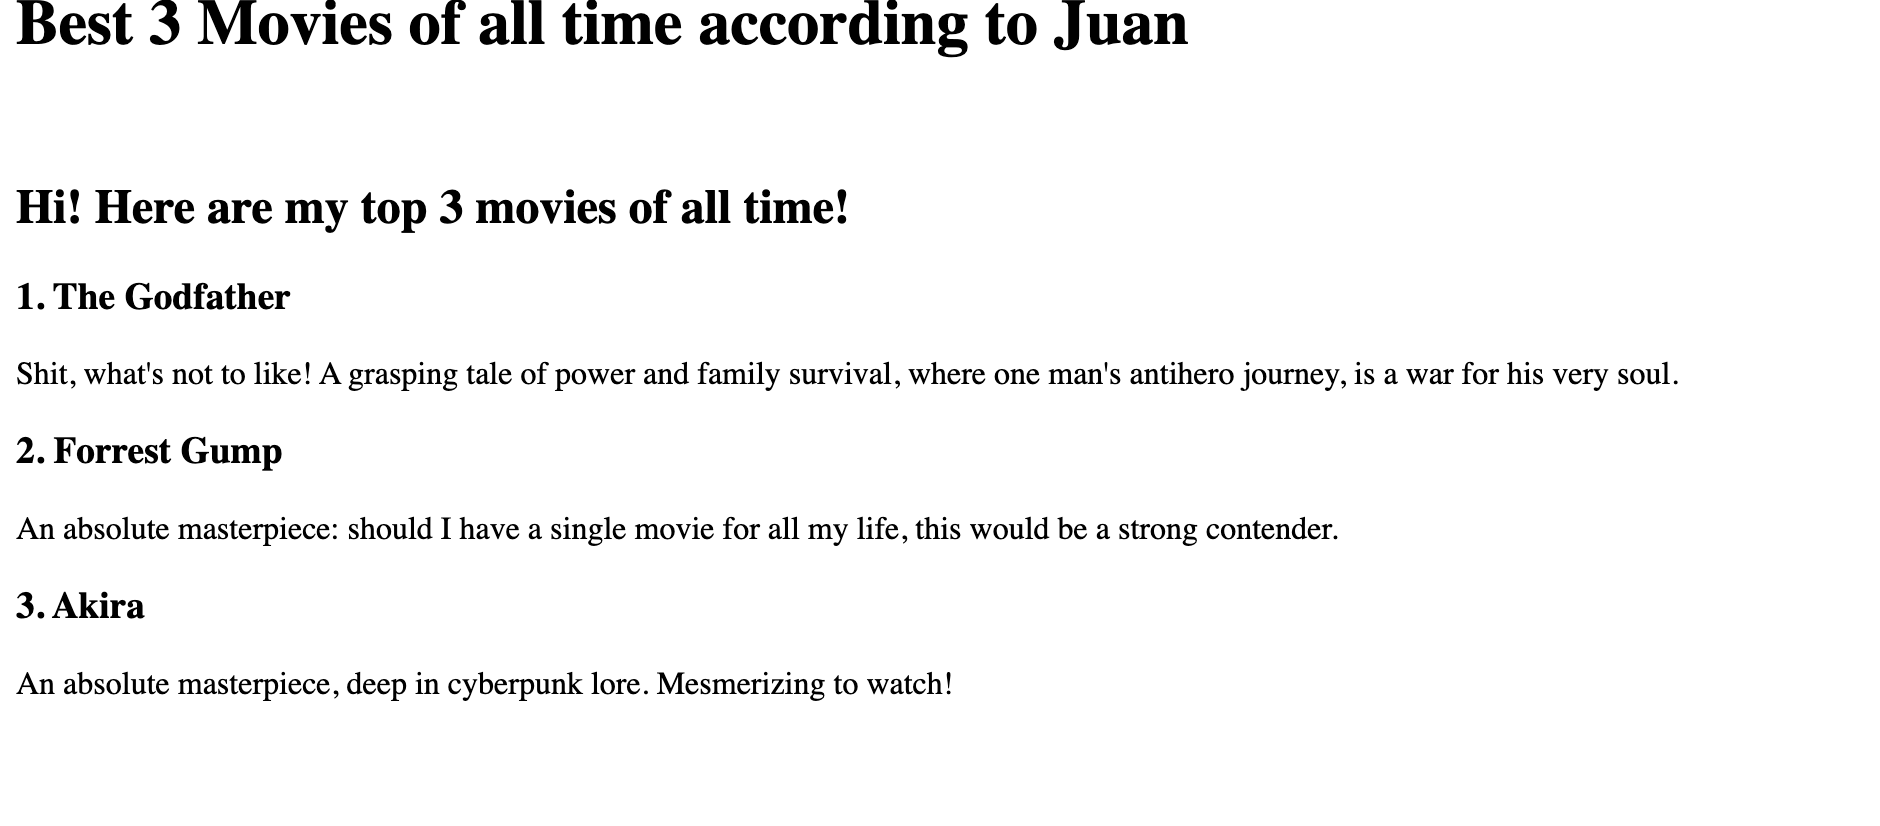 Best 3 Movies of all time according to Juan
Hi! Here are my top 3 movies of all time!
1. The Godfather
Shit, what's not to like! A grasping tale of power and family survival, where one man's antihero journey, is a war for his very soul.
2. Forrest Gump
An absolute masterpiece: should I have a single movie for all my life, this would be a strong contender.
3. Akira
An absolute masterpiece, deep in cyberpunk lore. Mesmerizing to watch!